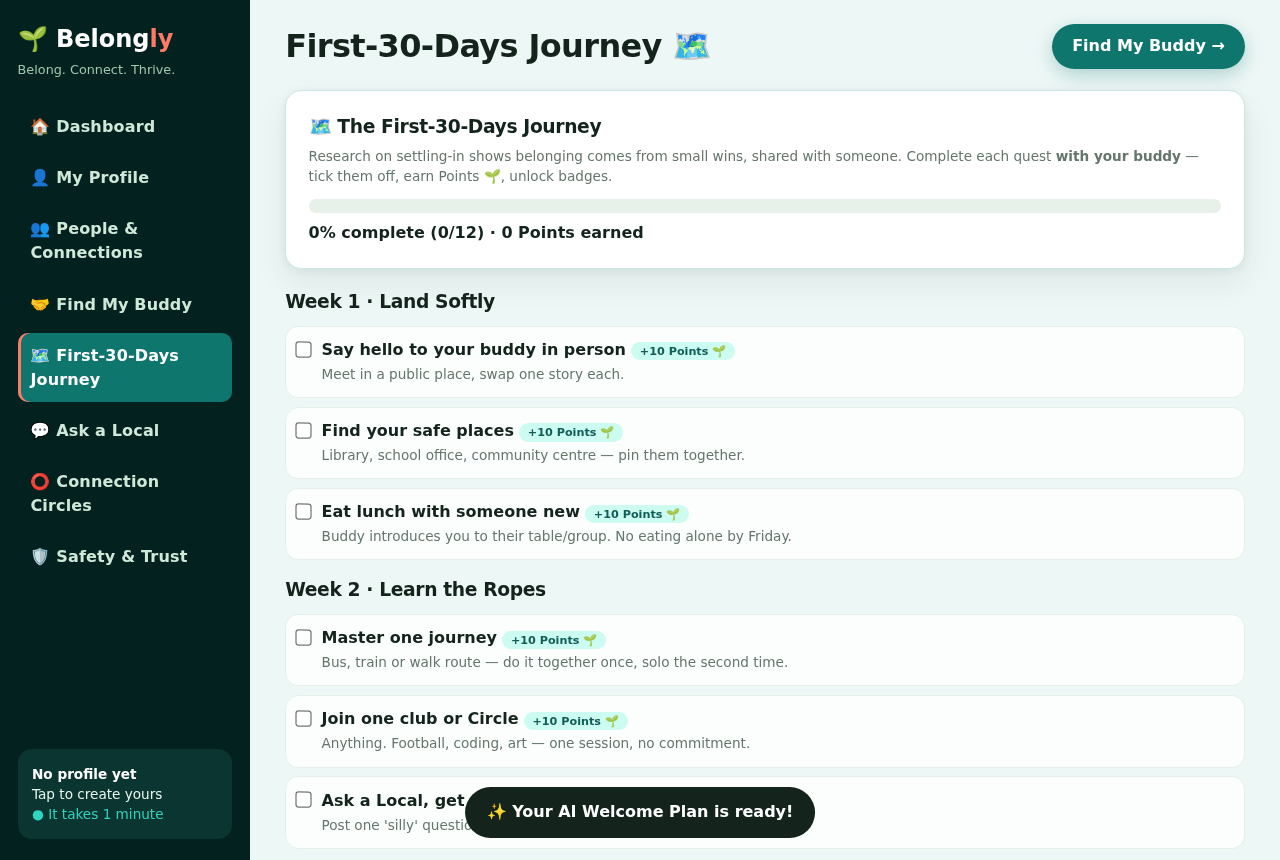 🌱 Belongly
Belong. Connect. Thrive.
🏠 Dashboard
👤 My Profile
👥 People &
Connections
🤝 Find My Buddy
🗺️ First-30-Days
Journey
💬 Ask a Local
⭕ Connection
Circles
🛡️ Safety & Trust
No profile yet
Tap to create yours
● It takes 1 minute
First-30-Days Journey 🗺️
Find My Buddy →
🗺️ The First-30-Days Journey
Research on settling-in shows belonging comes from small wins, shared with someone. Complete each quest with your buddy —
tick them off, earn Points 🌱, unlock badges.
0% complete (0/12) · 0 Points earned
Week 1 · Land Softly
Say hello to your buddy in person +10 Points 🌱
Meet in a public place, swap one story each.
Find your safe places +10 Points 🌱
Library, school office, community centre — pin them together.
Eat lunch with someone new +10 Points 🌱
Buddy introduces you to their table/group. No eating alone by Friday.
Week 2 · Learn the Ropes
Master one journey +10 Points 🌱
Bus, train or walk route — do it together once, solo the second time.
Join one club or Circle +10 Points 🌱
Anything. Football, coding, art — one session, no commitment.
Ask a Local, get
Post one 'silly'
✨ Your AI Welcome Plan is ready!